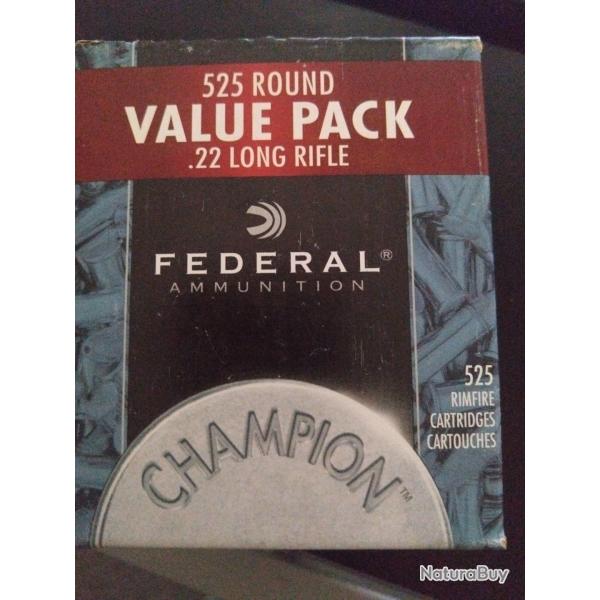 525 ROUND
VALUE PACK
.22 LONG RIFLE
FEDERAL®
AMMUNITION
525
RIMFIRE
CARTRIDGES
CARTOUCHES
CHAMPION™
NaturaBuy